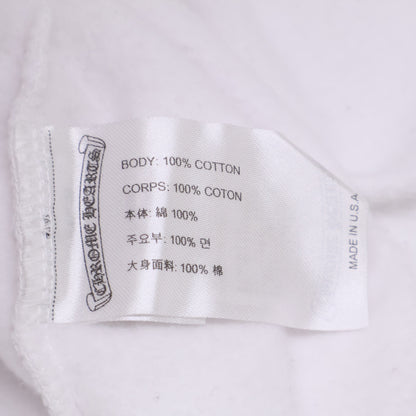 CHROME HEARTS
BODY: 100% COTTON
CORPS: 100% COTON
本体: 綿 100%
주요부: 100% 면
大身面料: 100% 棉
MADE IN U.S.A